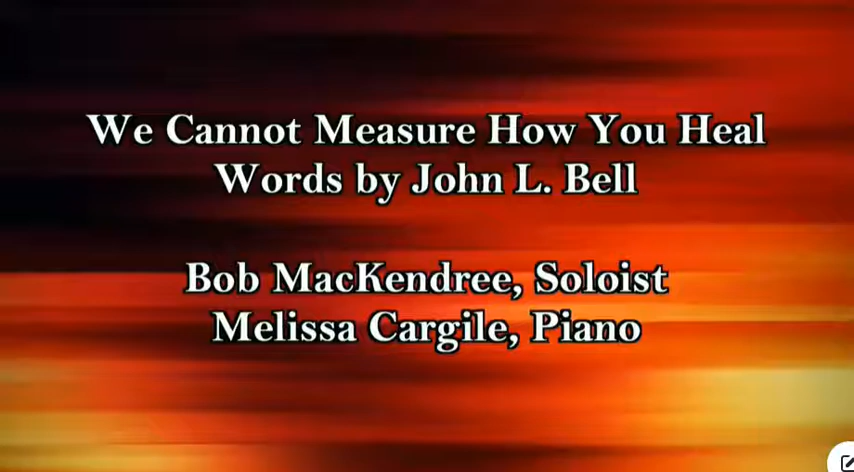 We Cannot Measure How You Heal
Words by John L. Bell
Bob MacKendree, Soloist
Melissa Cargile, Piano